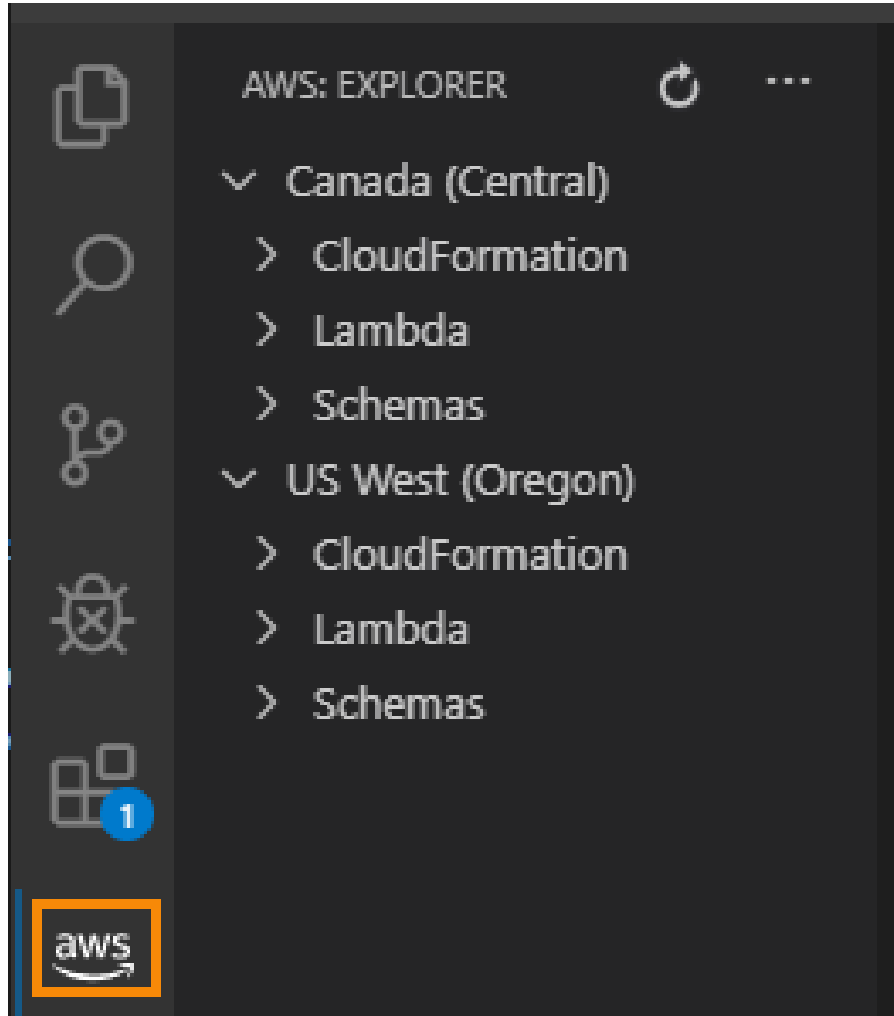 AWS: EXPLORER
Canada (Central)
CloudFormation
Lambda
Schemas
US West (Oregon)
CloudFormation
Lambda
Schemas
1
aws